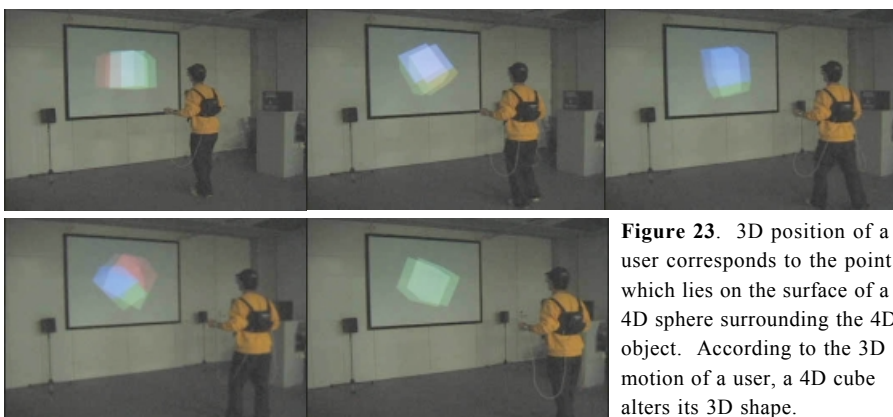 Figure 23. 3D position of a
user corresponds to the point
which lies on the surface of a
4D sphere surrounding the 4D
object. According to the 3D
motion of a user, a 4D cube
alters its 3D shape.